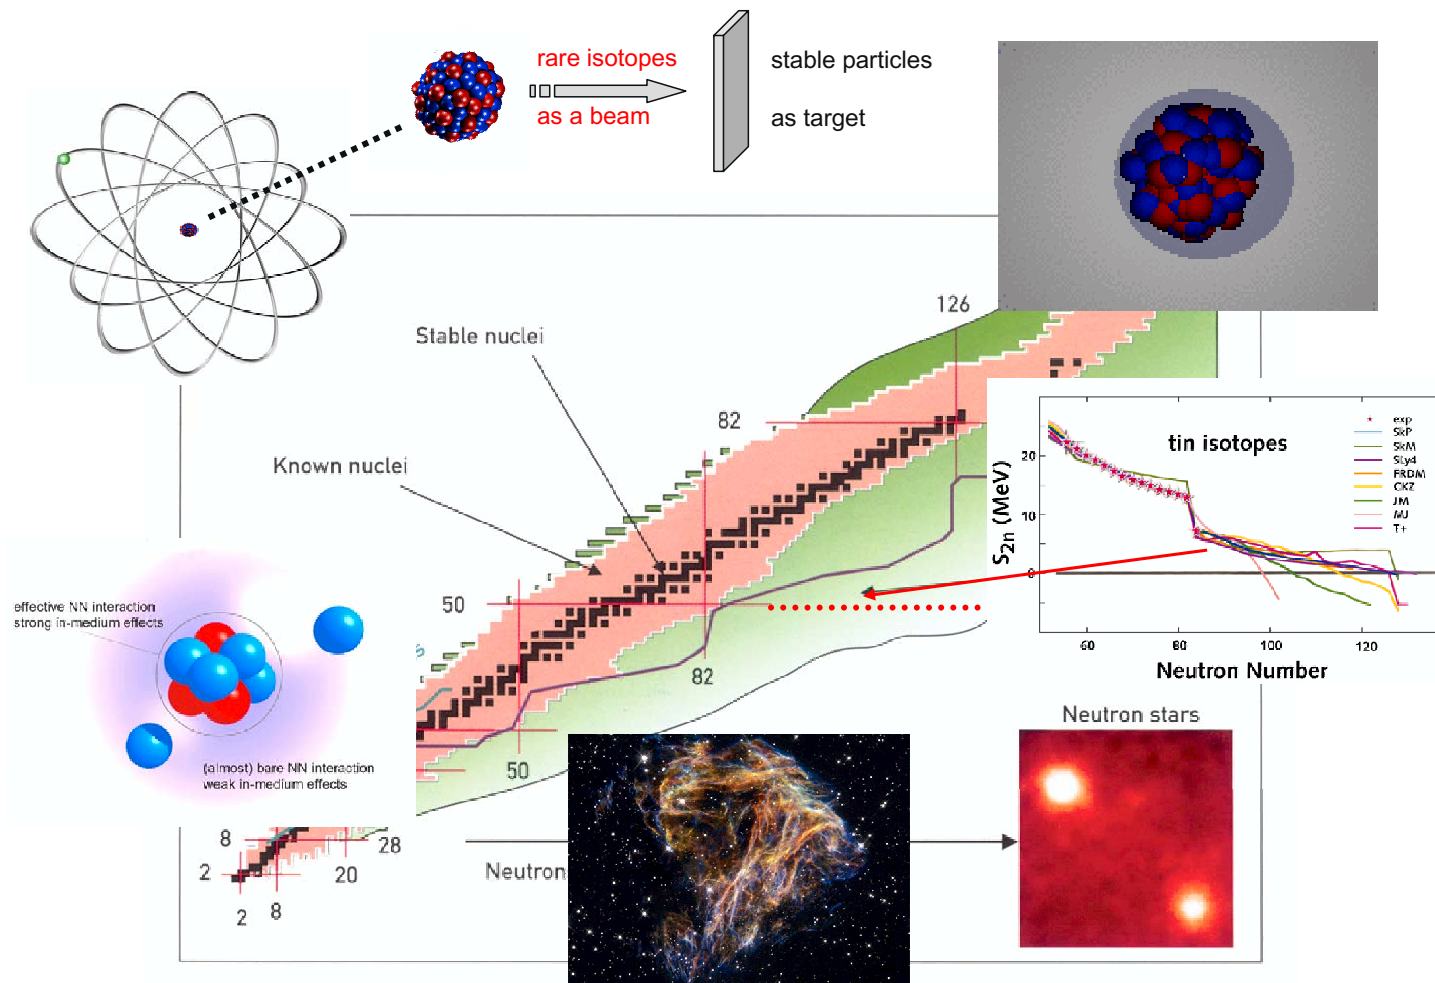 rare isotopes
as a beam
stable particles
as target
126
Stable nuclei
82
Known nuclei
50
82
50
28
20
8
2
2
8
Neutron
tin isotopes
S2n (MeV)
20
10
0
60
80
100
120
Neutron Number
exp
SkP
SkM
SLy4
FRDM
CKZ
JM
MJ
T+
effective NN interaction
strong in-medium effects
(almost) bare NN interaction
weak in-medium effects
Neutron stars